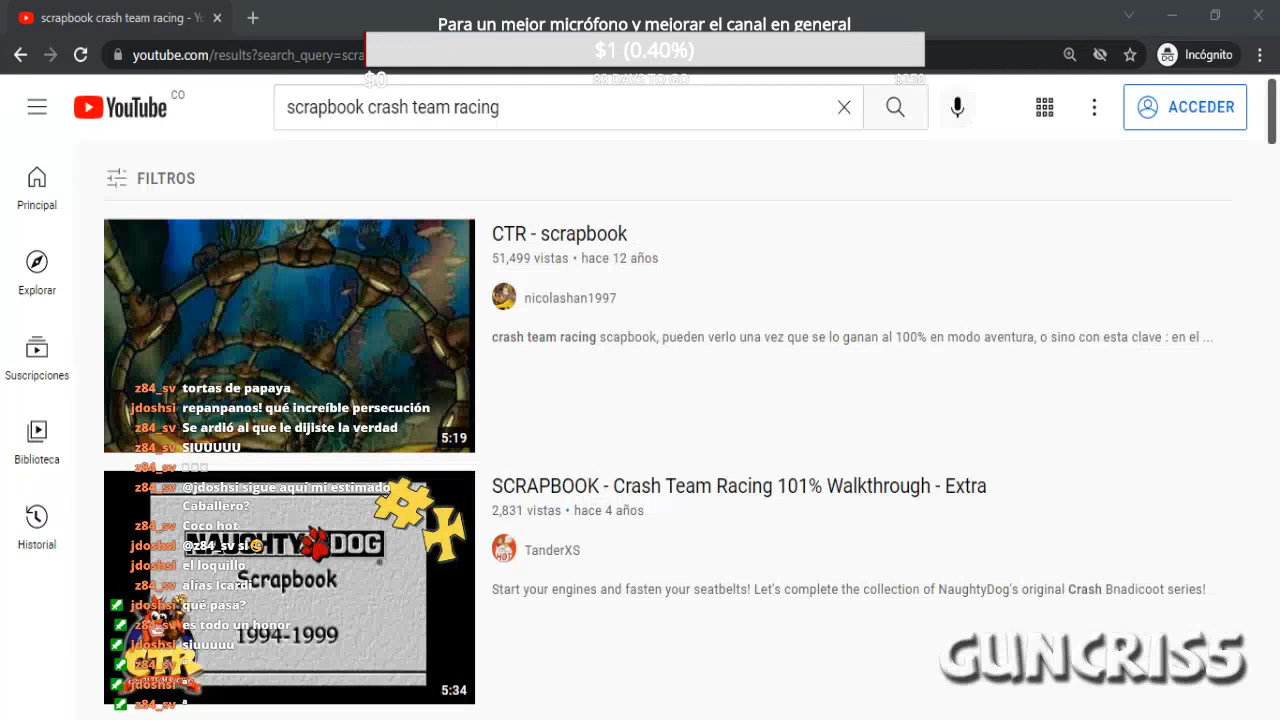 scrapbook crash team racing - Yo
Para un mejor micrófono y mejorar el canal en general
$1 (0.40%)
youtube.com/results?search_query=scra
Incógnito
$0
83 DAYS TO GO
$250
YouTube CO
scrapbook crash team racing
ACCEDER
FILTROS
Principal
Explorar
Suscripciones
Biblioteca
Historial
CTR - scrapbook
51,499 vistas • hace 12 años
nicolashan1997
crash team racing scapbook, pueden verlo una vez que se lo ganan al 100% en modo aventura, o sino con esta clave : en el ...
z84_sv tortas de papaya
jdoshsi repanpanos! qué increíble persecución
z84_sv Se ardió al que le dijiste la verdad
z84_sv SIUUUUU
5:19
z84_sv
z84_sv @jdoshsi sigue aquí mi estimado
Caballero?
z84_sv Coco hot
jdoshsi @z84_sv si
jdoshsi el loquillo
z84_sv alias Icardi
jdoshsi qué pasa?
z84_sv es todo un honor
jdoshsi siuuuuu
z84_sv *
jdoshsi *
z84_sv *
NAUGHTY DOG
Scrapbook
1994-1999
CTR
5:34
SCRAPBOOK - Crash Team Racing 101% Walkthrough - Extra
2,831 vistas • hace 4 años
TanderXS
Start your engines and fasten your seatbelts! Let's complete the collection of NaughtyDog's original Crash Bnadicoot series!
GUNCRISS